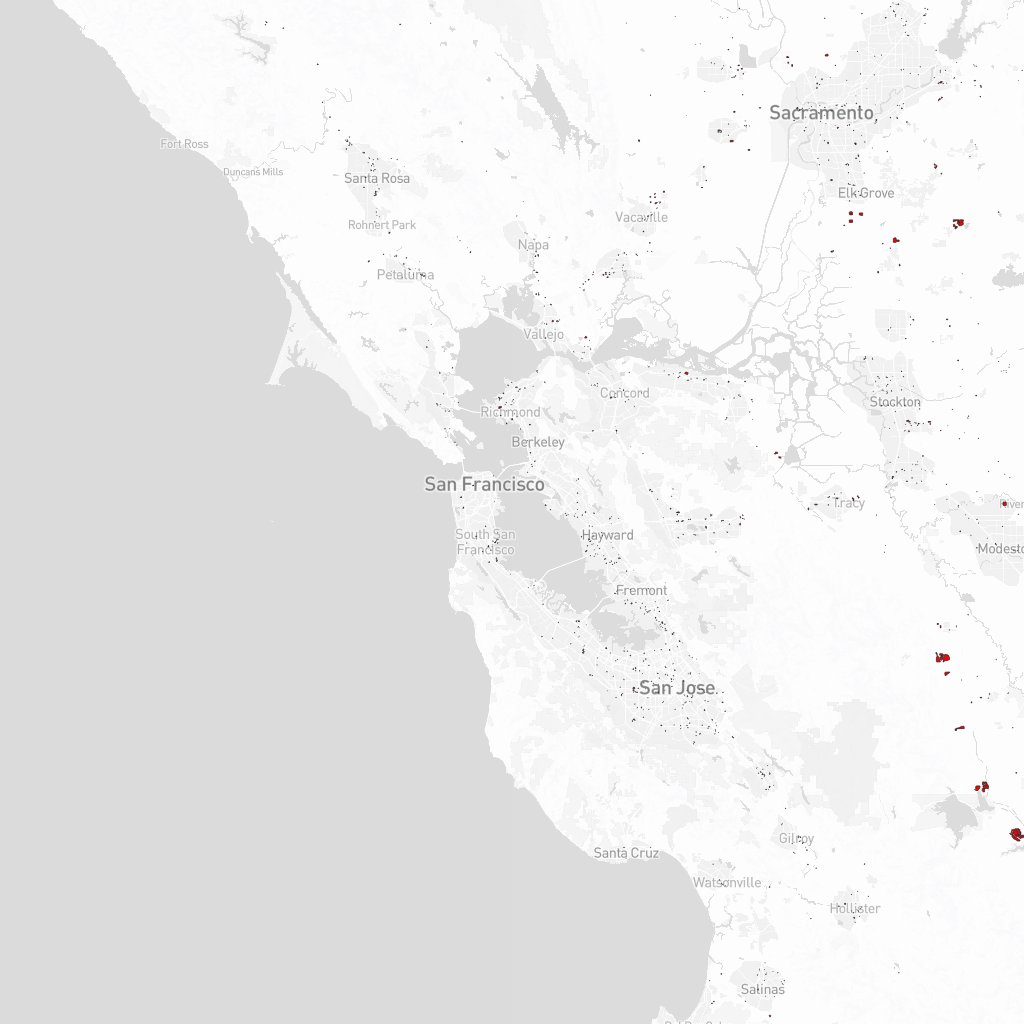 Sacramento
Fort Ross
Duncans Mills
Santa Rosa
Elk Grove
Vacaville
Rohnert Park
Napa
Petaluma
Vallejo
Concord
Stockton
Richmond
Berkeley
San Francisco
Tracy
River
South San
Francisco
Hayward
Modesto
Fremont
San Jose
Gilroy
Santa Cruz
Watsonville
Hollister
Salinas